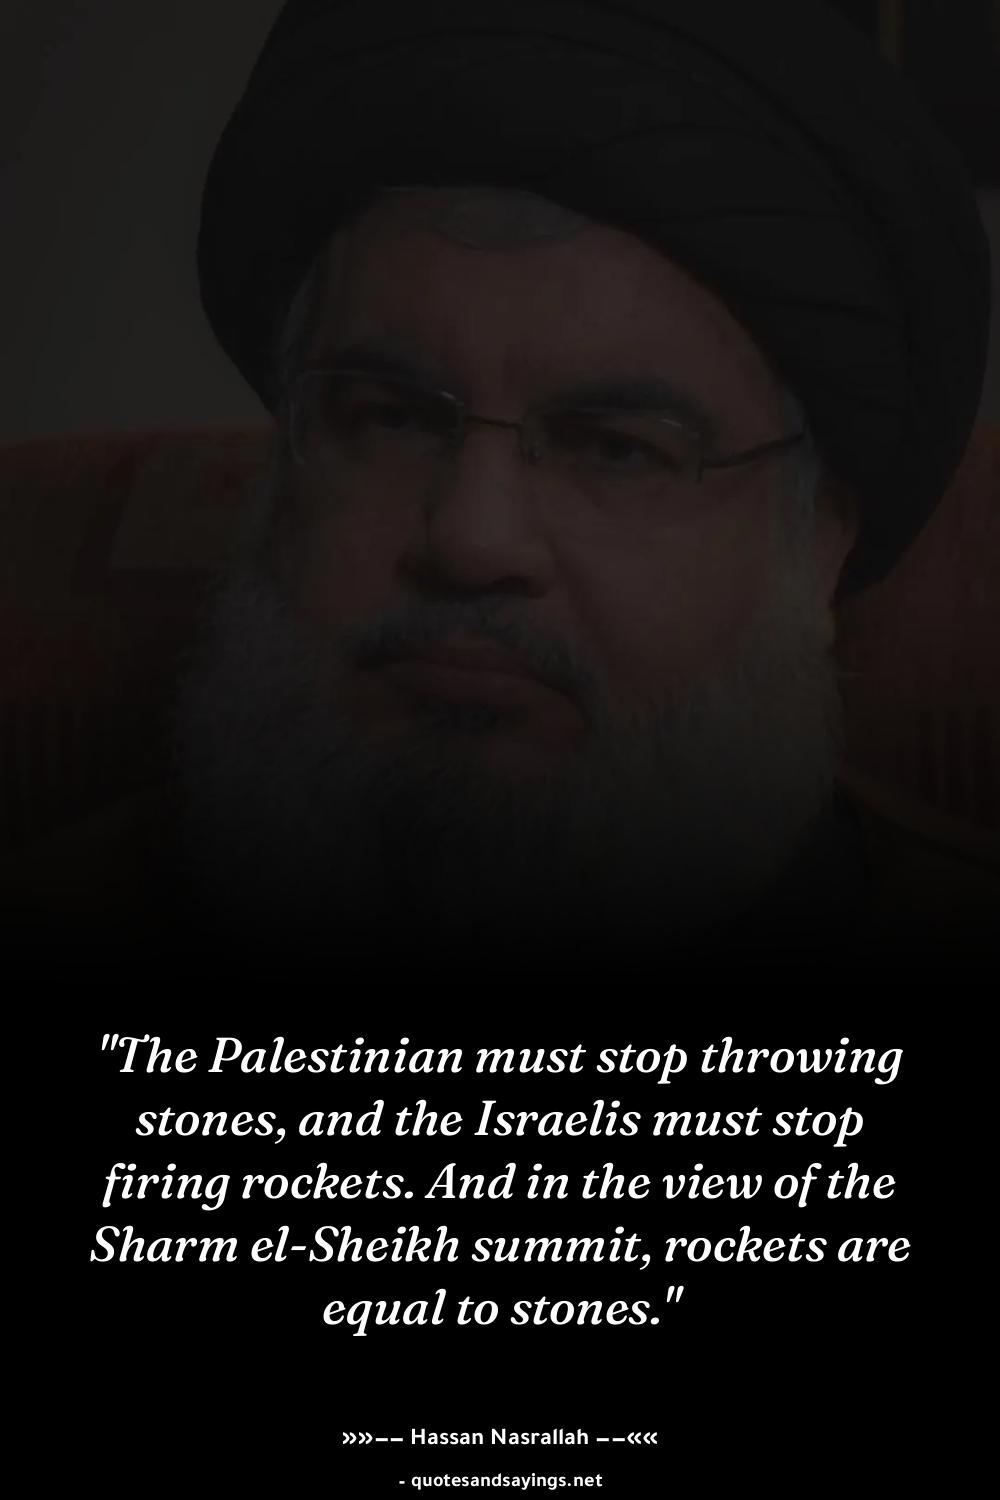 "The Palestinian must stop throwing
stones, and the Israelis must stop
firing rockets. And in the view of the
Sharm el-Sheikh summit, rockets are
equal to stones."
»»−− Hassan Nasrallah −−««
- quotesandsayings.net